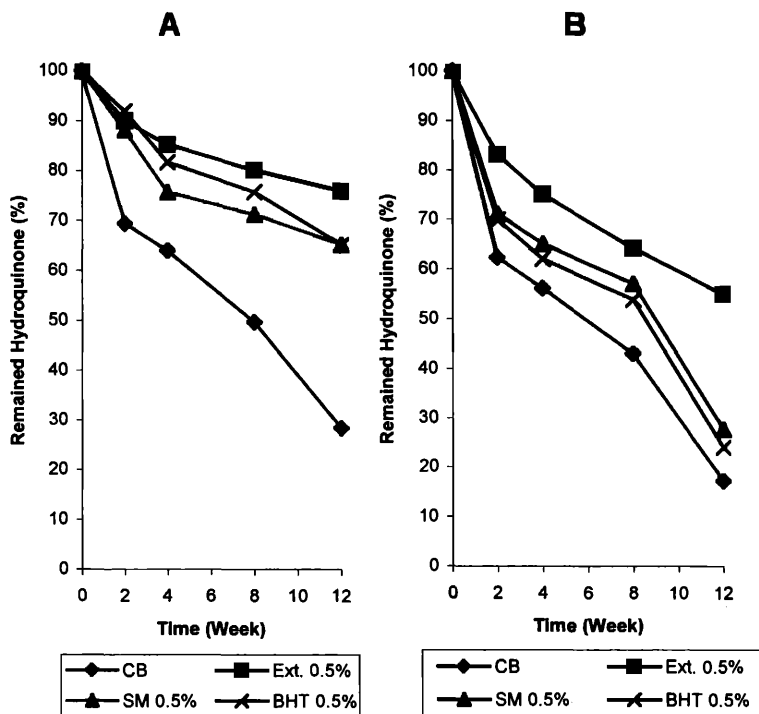 A
Remained Hydroquinone (%)
100
90
80
70
60
50
40
30
20
10
0
0 2 4 6 8 10 12
Time (Week)
CB Ext. 0.5%
SM 0.5% BHT 0.5%
B
Remained Hydroquinone (%)
100
90
80
70
60
50
40
30
20
10
0
0 2 4 6 8 10 12
Time (Week)
CB Ext. 0.5%
SM 0.5% BHT 0.5%